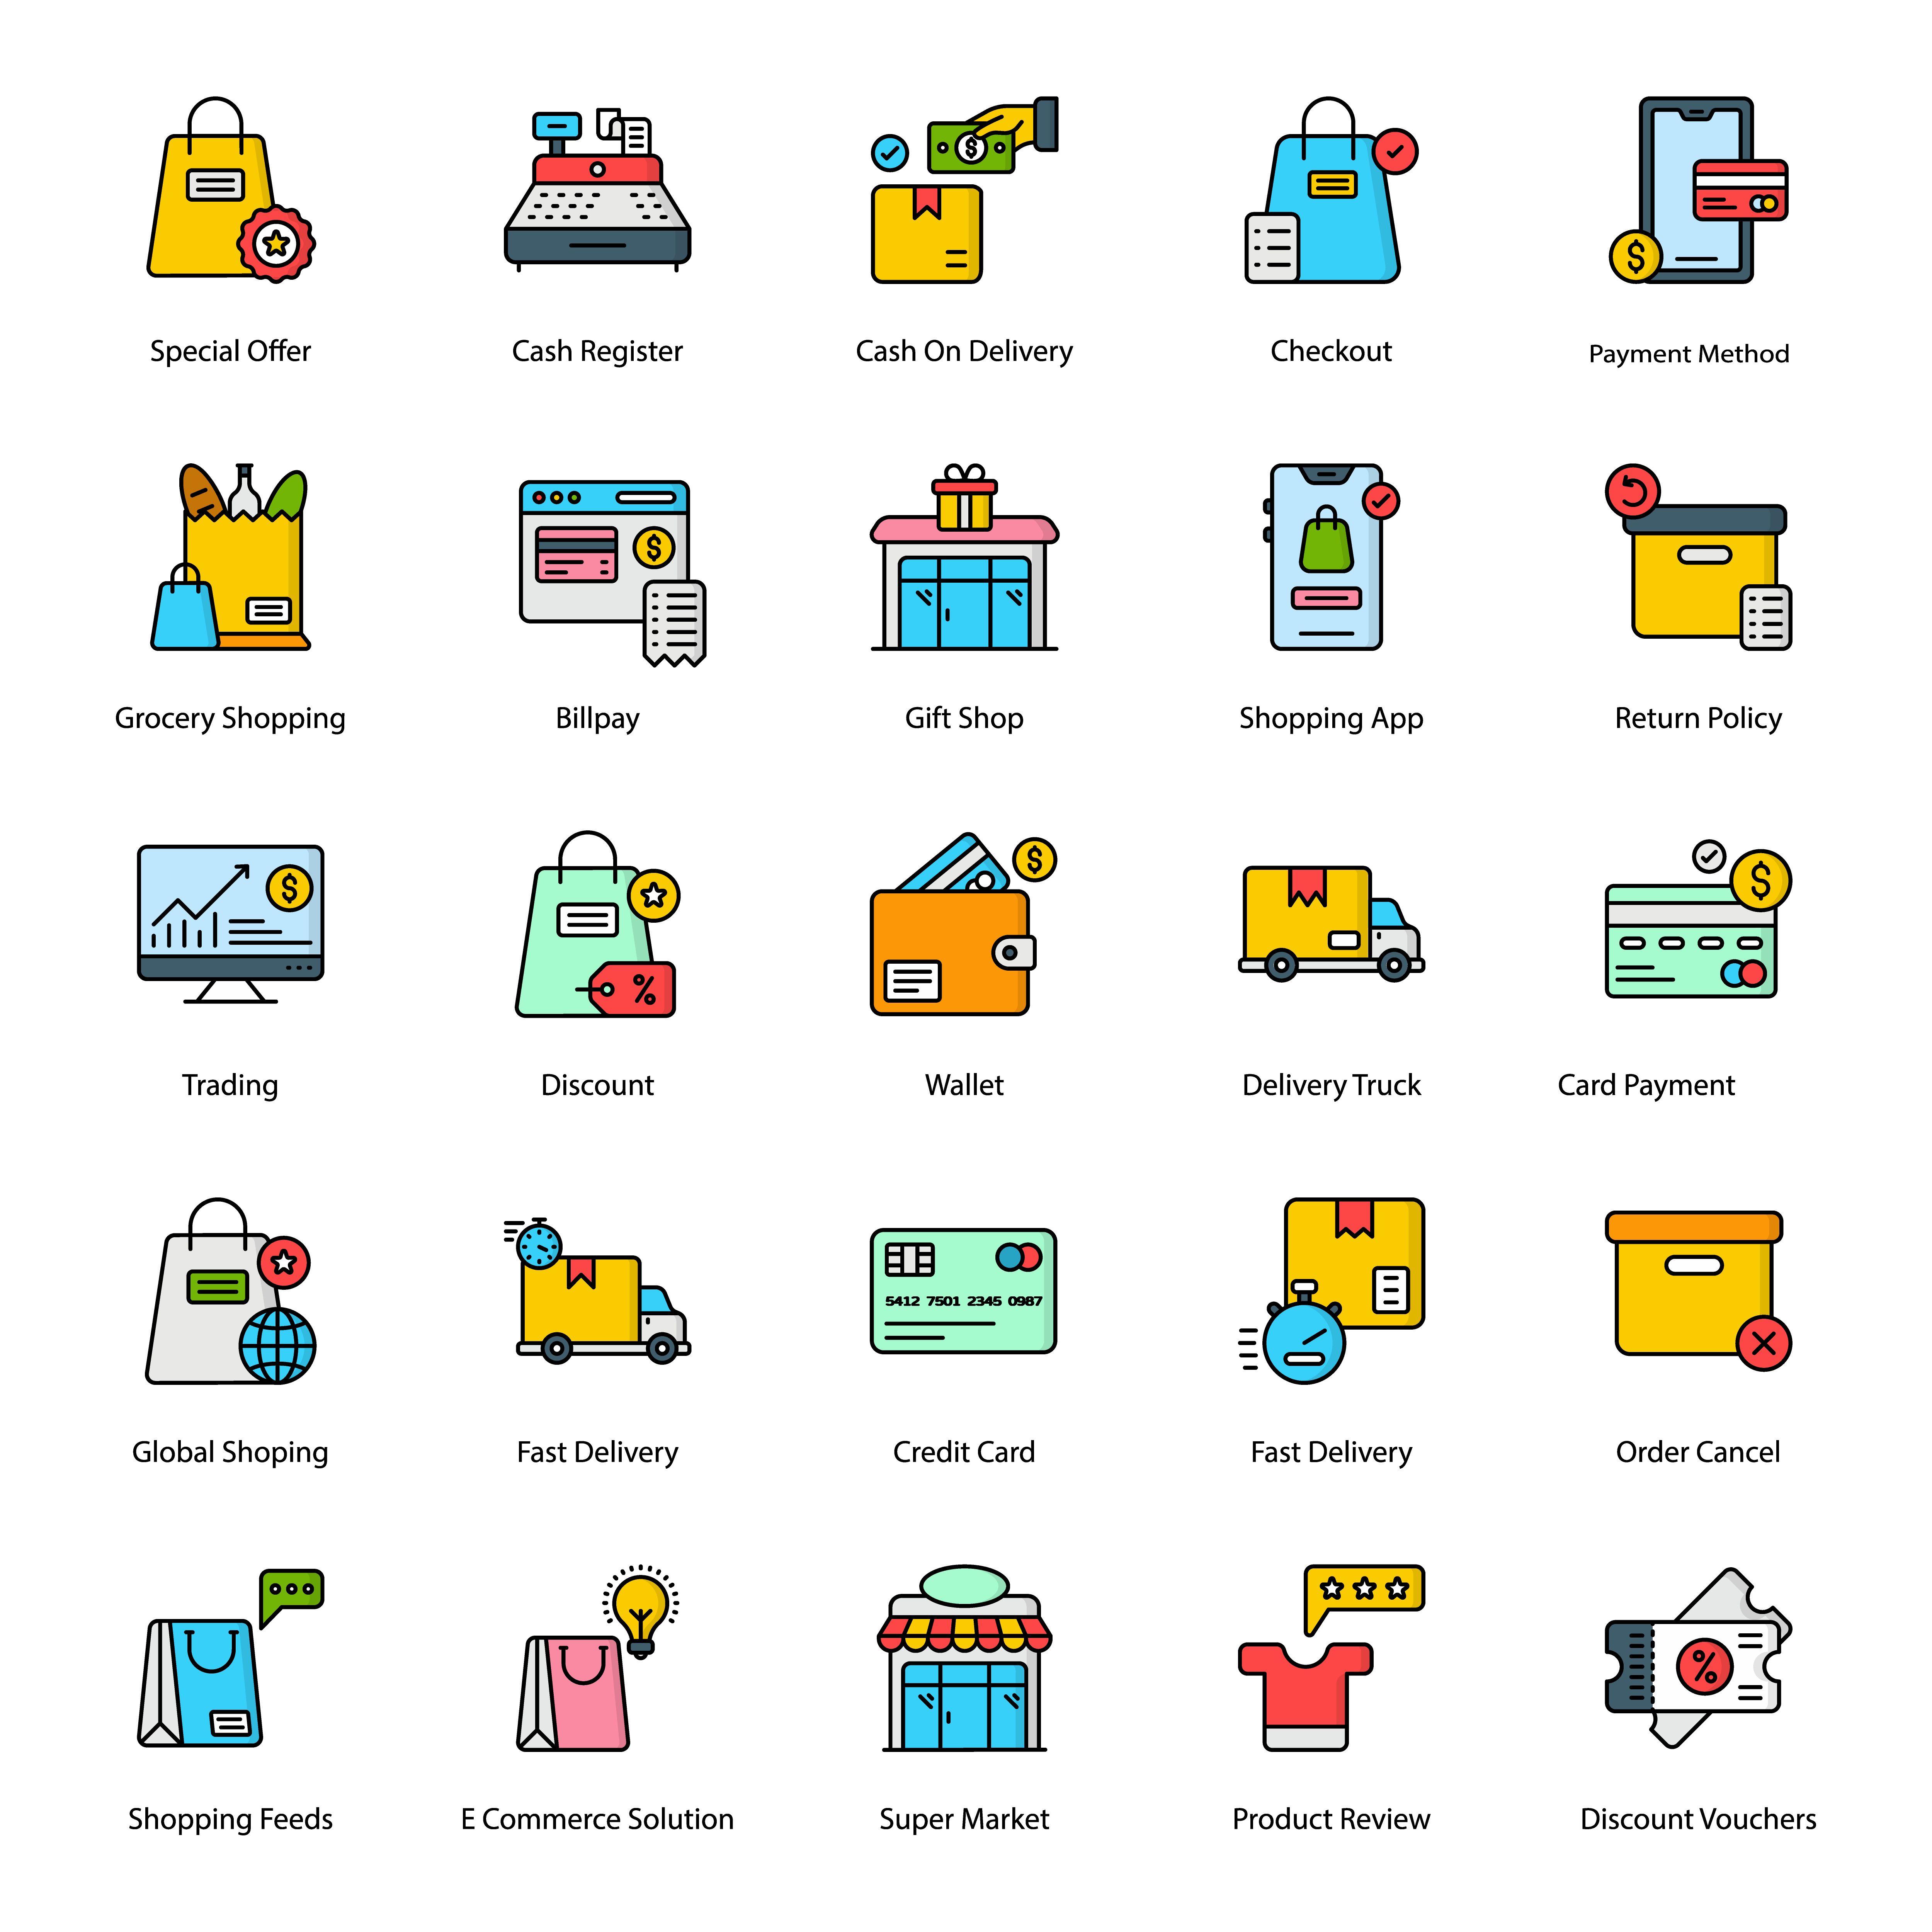 $
Special Offer
Cash Register
Cash On Delivery
Checkout
$
Payment Method
$
Grocery Shopping
Billpay
Gift Shop
Shopping App
Return Policy
$
%
$
$
Trading
Discount
Wallet
Delivery Truck
Card Payment
5412 7501 2345 0987
Global Shoping
Fast Delivery
Credit Card
Fast Delivery
Order Cancel
%
Shopping Feeds
E Commerce Solution
Super Market
Product Review
Discount Vouchers